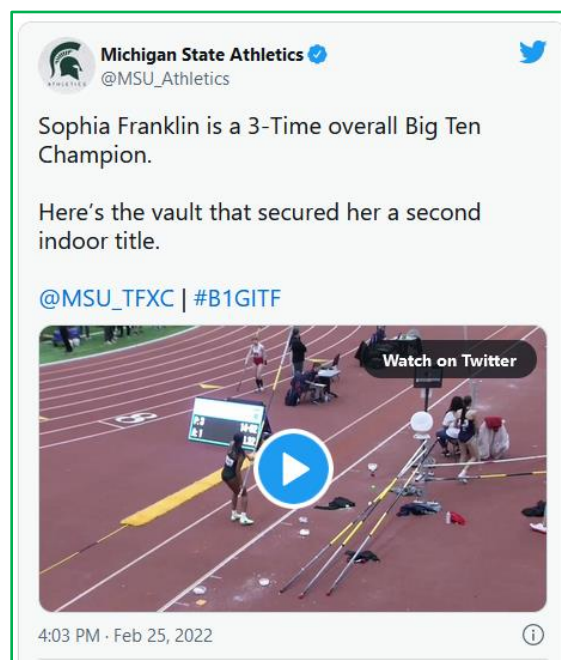 Michigan State Athletics
@MSU_Athletics
ATHLETICS
Sophia Franklin is a 3-Time overall Big Ten
Champion.
Here's the vault that secured her a second
indoor title.
@MSU_TFXC | #B1GITF
Watch on Twitter
4:03 PM · Feb 25, 2022